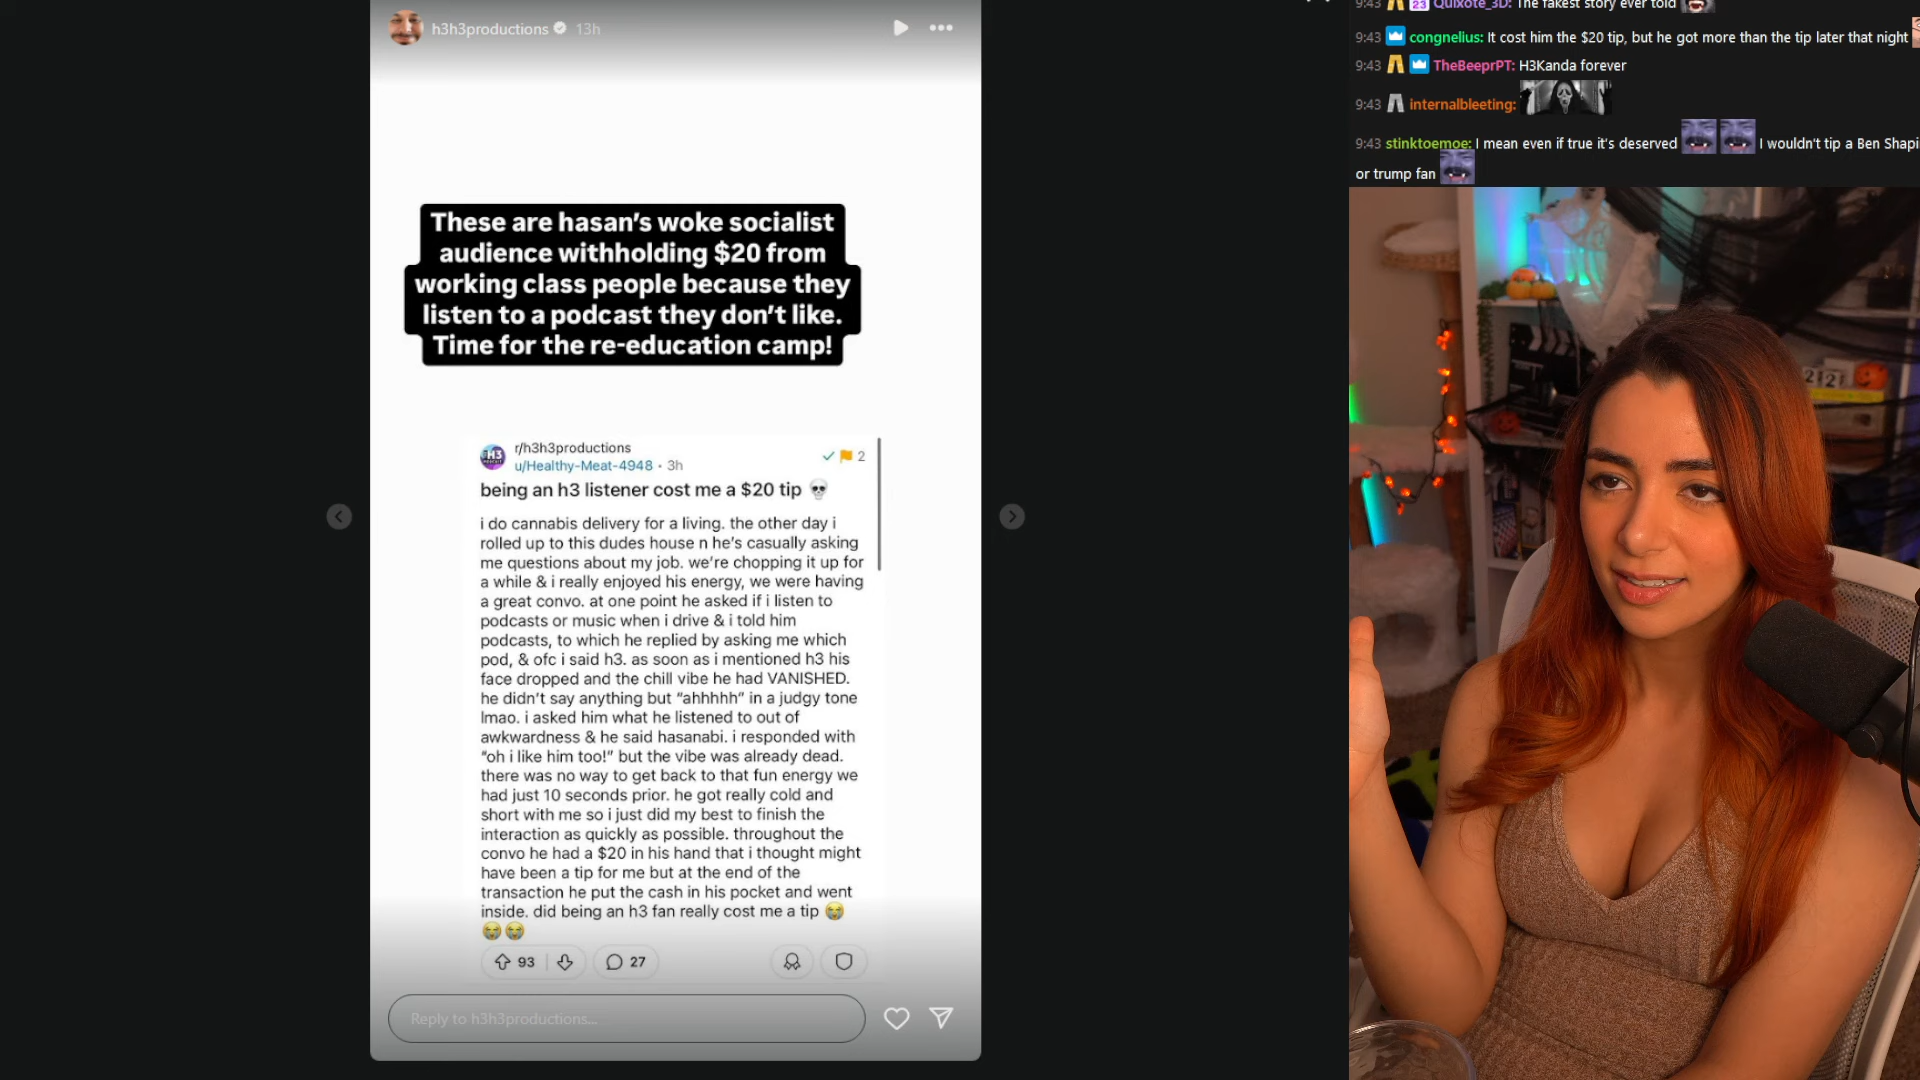 h3h3productions 13h
These are hasan's woke socialist
audience withholding $20 from
working class people because they
listen to a podcast they don't like.
Time for the re-education camp!
r/h3h3productions
u/Healthy-Meat-4948 • 3h
2
being an h3 listener cost me a $20 tip 💀
i do cannabis delivery for a living. the other day i
rolled up to this dudes house n he's casually asking
me questions about my job. we're chopping it up for
a while & i really enjoyed his energy, we were having
a great convo. at one point he asked if i listen to
podcasts or music when i drive & i told him
podcasts, to which he replied by asking me which
pod, & ofc i said h3. as soon as i mentioned h3 his
face dropped and the chill vibe he had VANISHED.
he didn't say anything but “ahhhhh” in a judgy tone
lmao. i asked him what he listened to out of
awkwardness & he said hasanabi. i responded with
“oh i like him too!” but the vibe was already dead.
there was no way to get back to that fun energy we
had just 10 seconds prior. he got really cold and
short with me so i just did my best to finish the
interaction as quickly as possible. throughout the
convo he had a $20 in his hand that i thought might
have been a tip for me but at the end of the
transaction he put the cash in his pocket and went
inside. did being an h3 fan really cost me a tip 😭
😭😭
93 27
Reply to h3h3productions...
9:43 23 Quixote_3D: The fakest story ever told
9:43 congnelius: It cost him the $20 tip, but he got more than the tip later that night
9:43 TheBeeprPT: H3Kanda forever
9:43 internalbleeting:
9:43 stinktoemoe: I mean even if true it's deserved I wouldn't tip a Ben Shapi
or trump fan